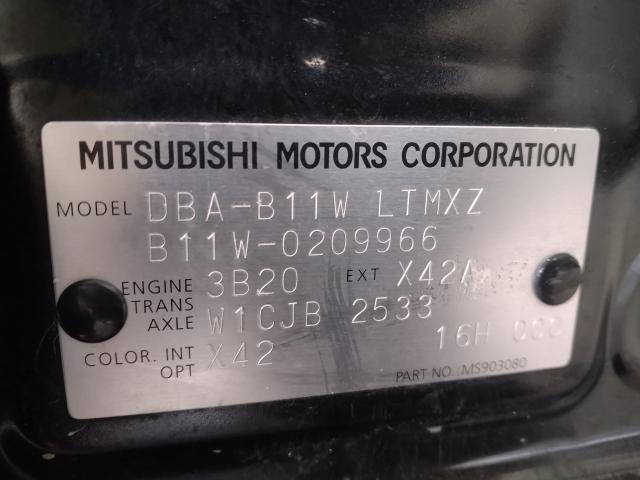 MITSUBISHI MOTORS CORPORATION
MODEL DBA-B11W LTMXZ
B11W-0209966
ENGINE 3B20 EXT X42A
TRANS AXLE W1CJB 2533
COLOR. INT OPT X42 16H 000
PART NO.: MS903080